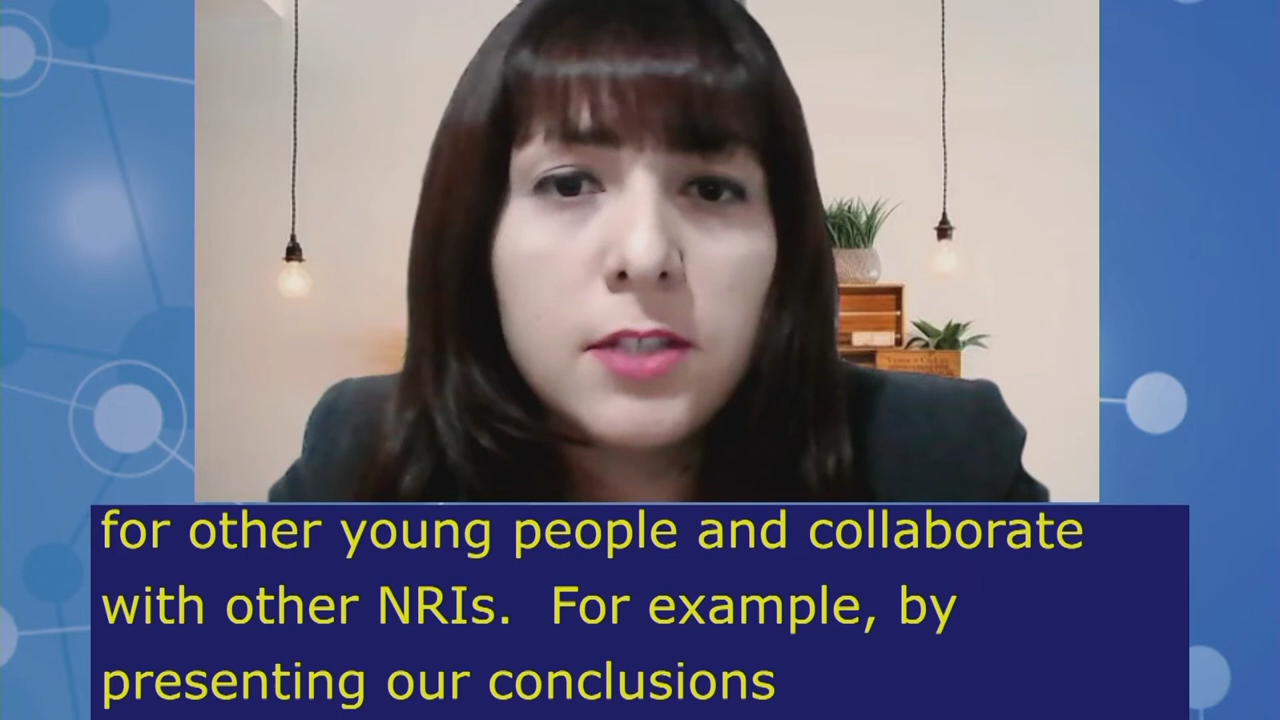 for other young people and collaborate
with other NRIs.  For example, by
presenting our conclusions